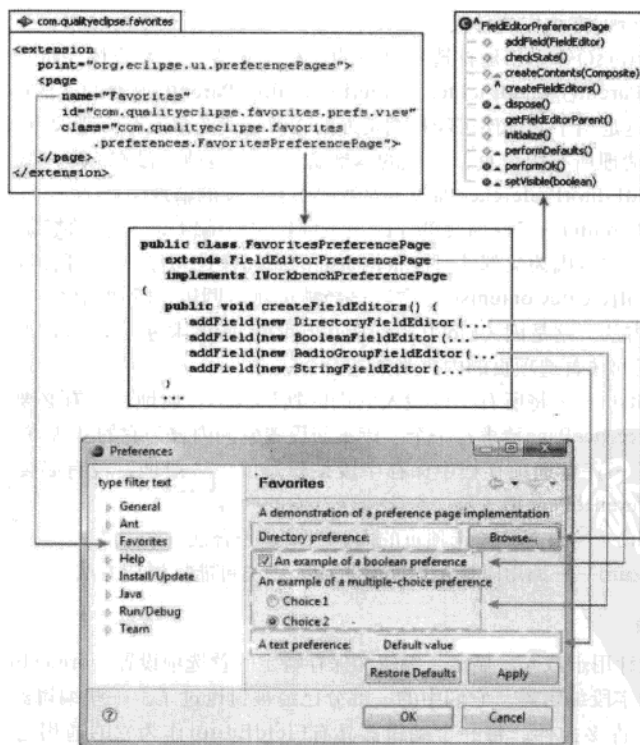 com.qualityeclipse.favorites
<extension
point="org.eclipse.ui.preferencePages">
<page
name="Favorites"
id="com.qualityeclipse.favorites.prefs.view"
class="com.qualityeclipse.favorites
.preferences.FavoritesPreferencePage">
</page>
</extension>
FieldEditorPreferencePage
addField(FieldEditor)
checkState()
createContents(Composite)
createFieldEditors()
dispose()
getFieldEditorParent()
initialize()
performDefaults()
performOk()
setVisible(boolean)
public class FavoritesPreferencePage
extends FieldEditorPreferencePage
implements IWorkbenchPreferencePage
{
public void createFieldEditors() {
addField(new DirectoryFieldEditor(...
addField(new BooleanFieldEditor(...
addField(new RadioGroupFieldEditor(...
addField(new StringFieldEditor(...
}
...
Preferences
type filter text
General
Ant
Favorites
Help
Install/Update
Java
Run/Debug
Team
Favorites
A demonstration of a preference page implementation
Directory preference:
Browse...
An example of a boolean preference
An example of a multiple-choice preference
Choice 1
Choice 2
A text preference: Default value
Restore Defaults Apply
OK Cancel